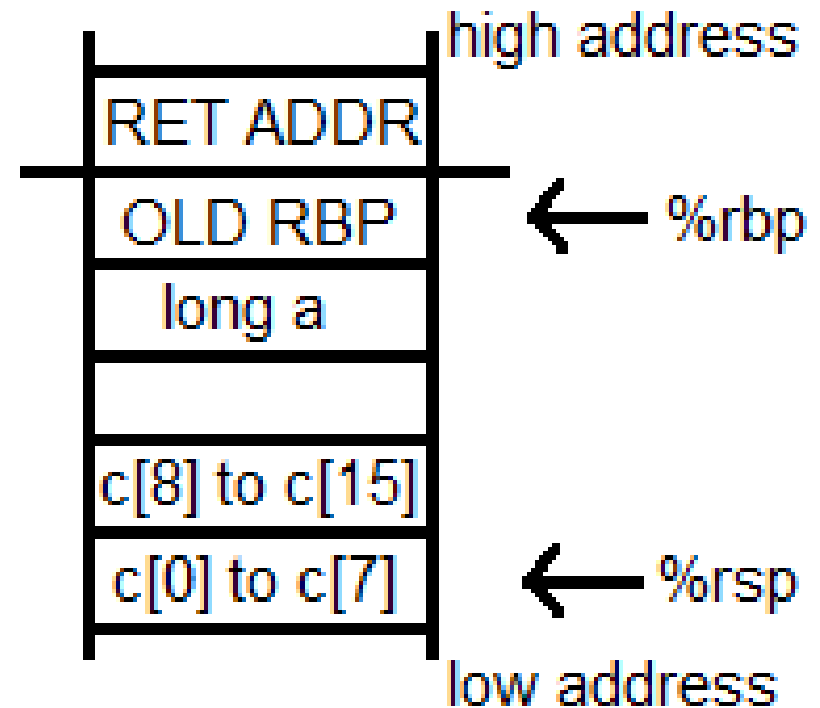 high address
RET ADDR
OLD RBP
%rbp
long a
c[8] to c[15]
c[0] to c[7]
%rsp
low address